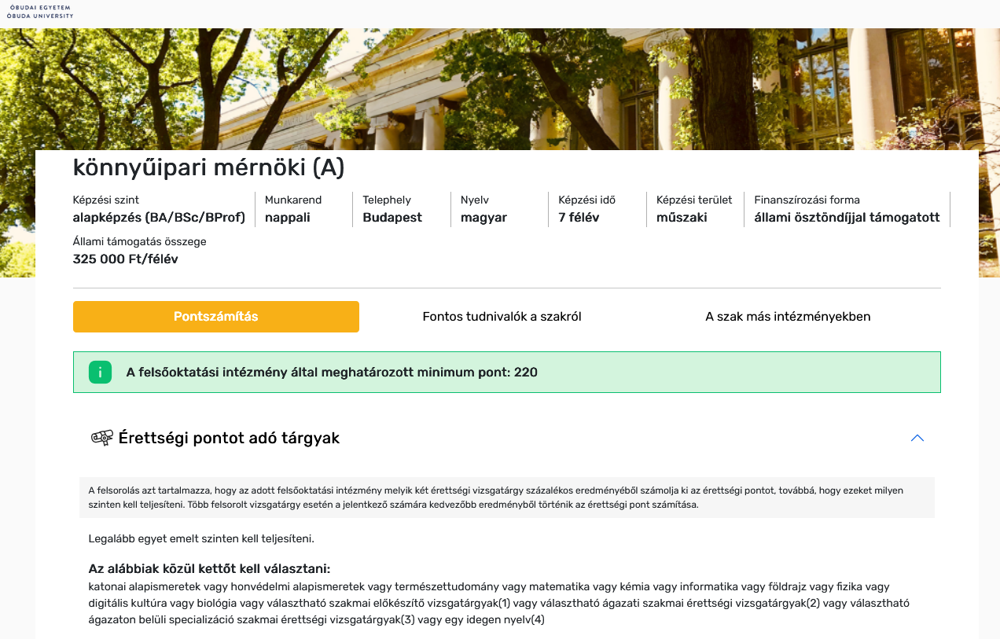 ÓBUDAI EGYETEM
ÓBUDA UNIVERSITY
könnyűipari mérnöki (A)
Képzési szint
alapképzés (BA/BSc/BProf)
Munkarend
nappali
Telephely
Budapest
Nyelv
magyar
Képzési idő
7 félév
Képzési terület
műszaki
Finanszírozási forma
állami ösztöndíjjal támogatott
Állami támogatás összege
325 000 Ft/félév
Pontszámítás
Fontos tudnivalók a szakról
A szak más intézményekben
A felsőoktatási intézmény által meghatározott minimum pont: 220
Érettségi pontot adó tárgyak
A felsorolás azt tartalmazza, hogy az adott felsőoktatási intézmény melyik két érettségi vizsgatárgy százalékos eredményéből számolja ki az érettségi pontot, továbbá, hogy ezeket milyen
szinten kell teljesíteni. Több felsorolt vizsgatárgy esetén a jelentkező számára kedvezőbb eredményből történik az érettségi pont számítása.
Legalább egyet emelt szinten kell teljesíteni.
Az alábbiak közül kettőt kell választani:
katonai alapismeretek vagy honvédelmi alapismeretek vagy természettudomány vagy matematika vagy kémia vagy informatika vagy földrajz vagy fizika vagy
digitális kultúra vagy biológia vagy választható szakmai előkészítő vizsgatárgyak(1) vagy választható ágazati szakmai érettségi vizsgatárgyak(2) vagy választható
ágazaton belüli specializáció szakmai érettségi vizsgatárgyak(3) vagy egy idegen nyelv(4)